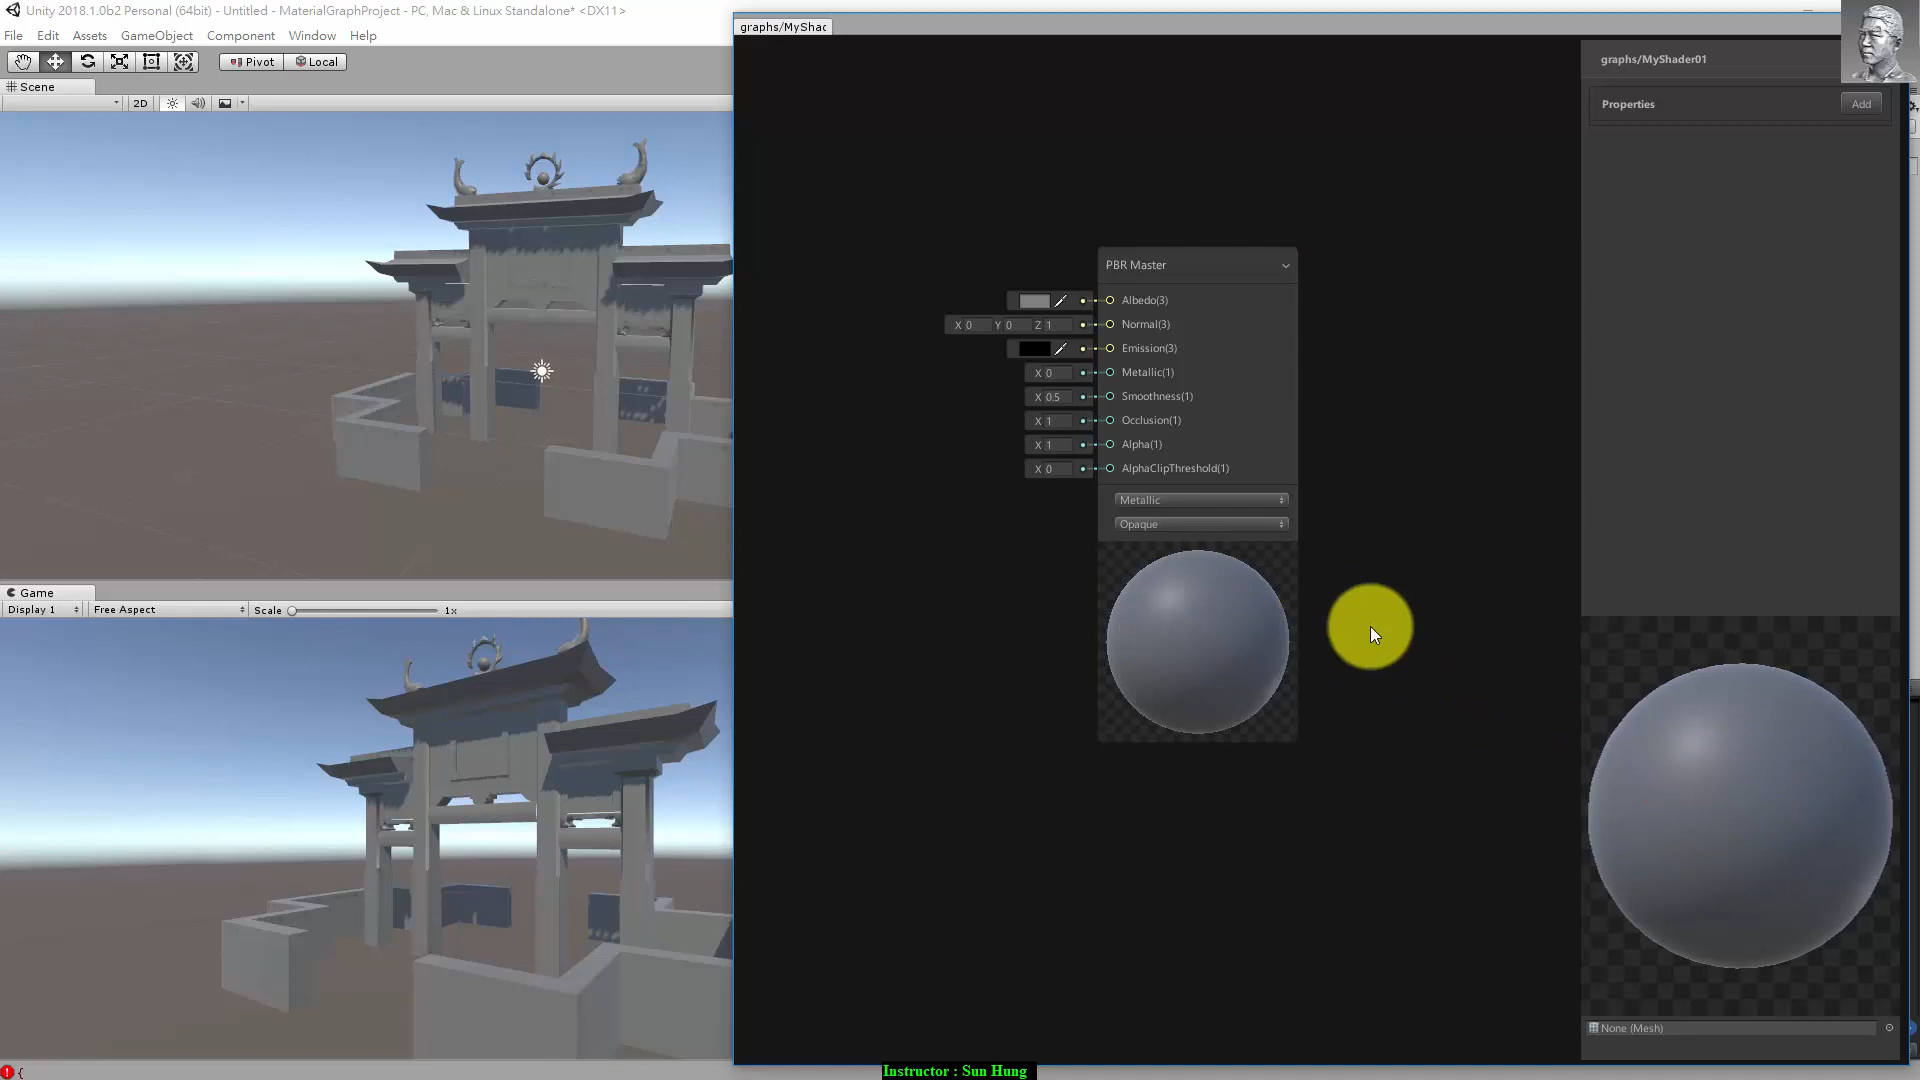 Unity 2018.1.0b2 Personal (64bit) - Untitled - MaterialGraphProject - PC, Mac & Linux Standalone* <DX11>
File Edit Assets GameObject Component Window Help
Pivot Local
Scene
2D
Game
Display 1 Free Aspect Scale 1x
{
graphs/MyShac
PBR Master
Albedo(3)
X 0 Y 0 Z 1 Normal(3)
Emission(3)
X 0 Metallic(1)
X 0.5 Smoothness(1)
X 1 Occlusion(1)
X 1 Alpha(1)
X 0 AlphaClipThreshold(1)
Metallic
Opaque
graphs/MyShader01
Properties Add
None (Mesh)
Instructor : Sun Hung